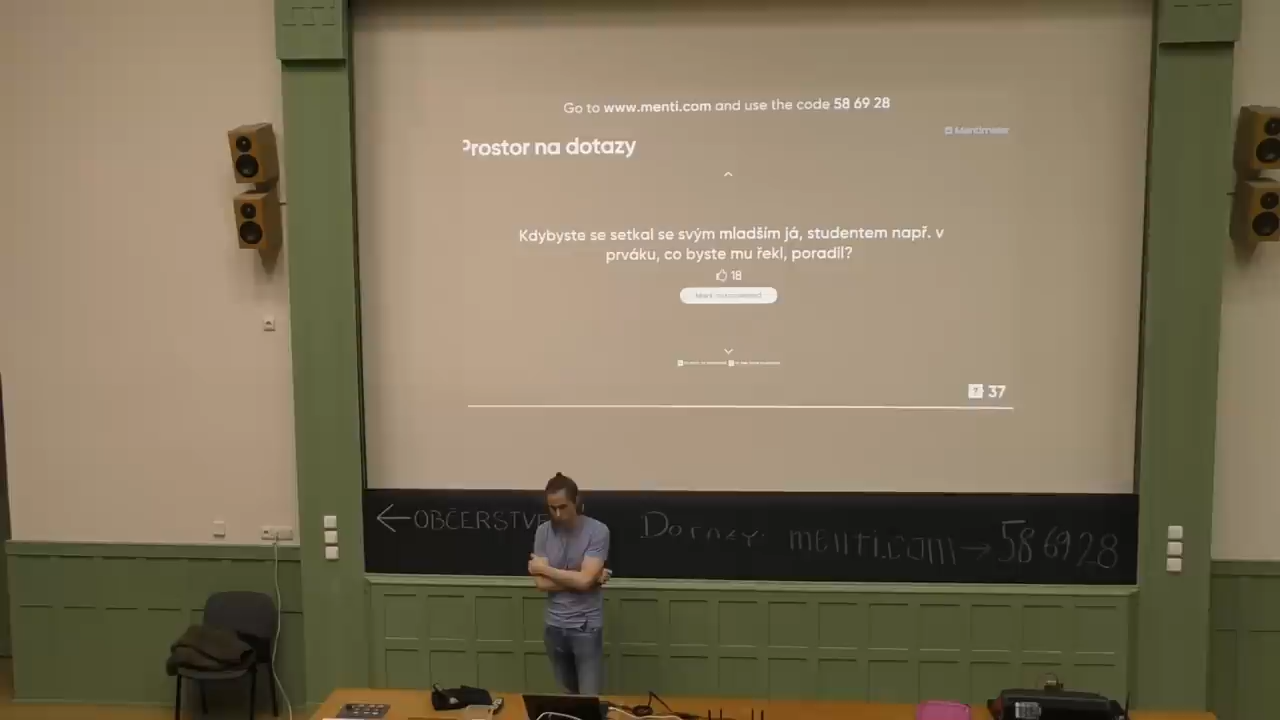 Go to www.menti.com and use the code 58 69 28
Mentimeter
Prostor na dotazy
Kdybyste se setkal se svým mladším já, studentem např. v
prváku, co byste mu řekl, poradil?
18
37
← OBČERSTVE
Dotazy: menti.com → 58 69 28